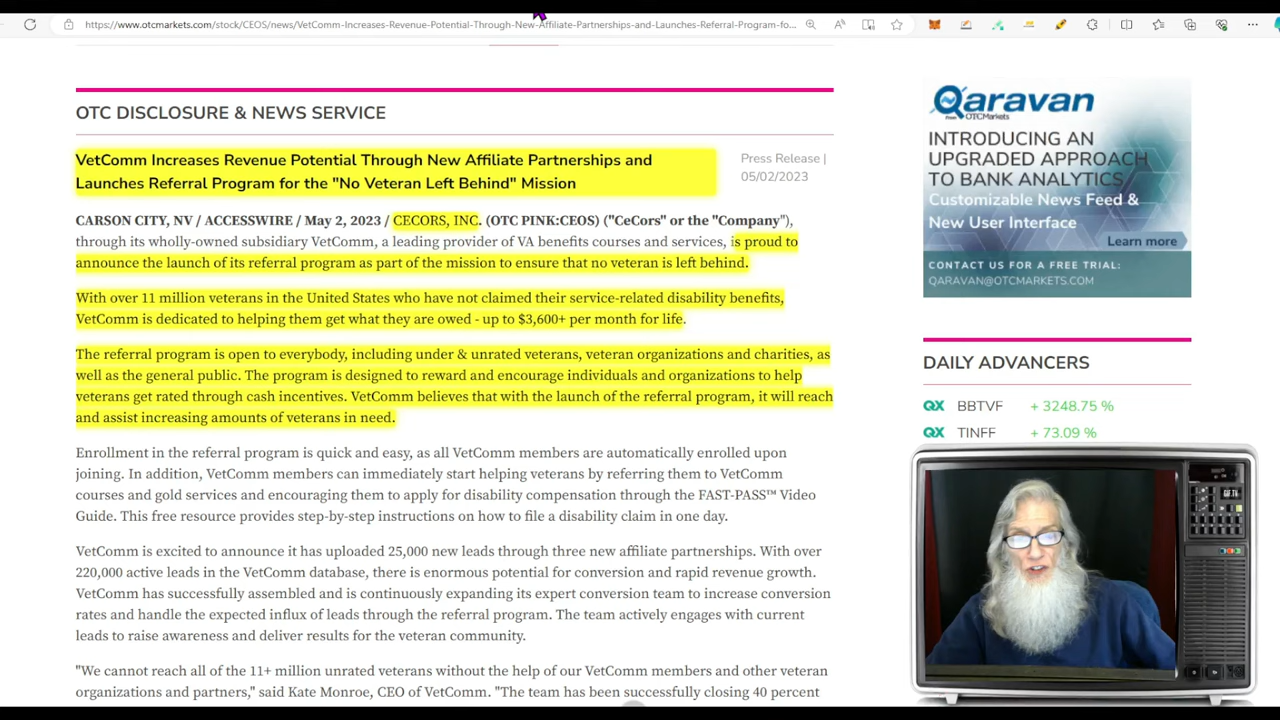 https://www.otcmarkets.com/stock/CEOS/news/VetComm-Increases-Revenue-Potential-Through-New-Affiliate-Partnerships-and-Launches-Referral-Program-fo...
OTC DISCLOSURE & NEWS SERVICE
VetComm Increases Revenue Potential Through New Affiliate Partnerships and
Launches Referral Program for the "No Veteran Left Behind" Mission
Press Release |
05/02/2023
CARSON CITY, NV / ACCESSWIRE / May 2, 2023 / CECORS, INC. (OTC PINK:CEOS) ("CeCors" or the "Company"),
through its wholly-owned subsidiary VetComm, a leading provider of VA benefits courses and services, is proud to
announce the launch of its referral program as part of the mission to ensure that no veteran is left behind.
With over 11 million veterans in the United States who have not claimed their service-related disability benefits,
VetComm is dedicated to helping them get what they are owed - up to $3,600+ per month for life.
The referral program is open to everybody, including under & unrated veterans, veteran organizations and charities, as
well as the general public. The program is designed to reward and encourage individuals and organizations to help
veterans get rated through cash incentives. VetComm believes that with the launch of the referral program, it will reach
and assist increasing amounts of veterans in need.
Enrollment in the referral program is quick and easy, as all VetComm members are automatically enrolled upon
joining. In addition, VetComm members can immediately start helping veterans by referring them to VetComm
courses and gold services and encouraging them to apply for disability compensation through the FAST-PASS™ Video
Guide. This free resource provides step-by-step instructions on how to file a disability claim in one day.
VetComm is excited to announce it has uploaded 25,000 new leads through three new affiliate partnerships. With over
220,000 active leads in the VetComm database, there is enormous potential for conversion and rapid revenue growth.
VetComm has successfully assembled and is continuously expanding its expert conversion team to increase conversion
rates and handle the expected influx of leads through the referral program. The team actively engages with current
leads to raise awareness and deliver results for the veteran community.
"We cannot reach all of the 11+ million unrated veterans without the help of our VetComm members and other veteran
organizations and partners," said Kate Monroe, CEO of VetComm. "The team has been successfully closing 40 percent
Qaravan
From OTCMarkets
INTRODUCING AN
UPGRADED APPROACH
TO BANK ANALYTICS
Customizable News Feed &
New User Interface
Learn more
CONTACT US FOR A FREE TRIAL:
QARAVAN@OTCMARKETS.COM
DAILY ADVANCERS
QX BBTVF + 3248.75 %
QX TINFF + 73.09 %
GIF.TV